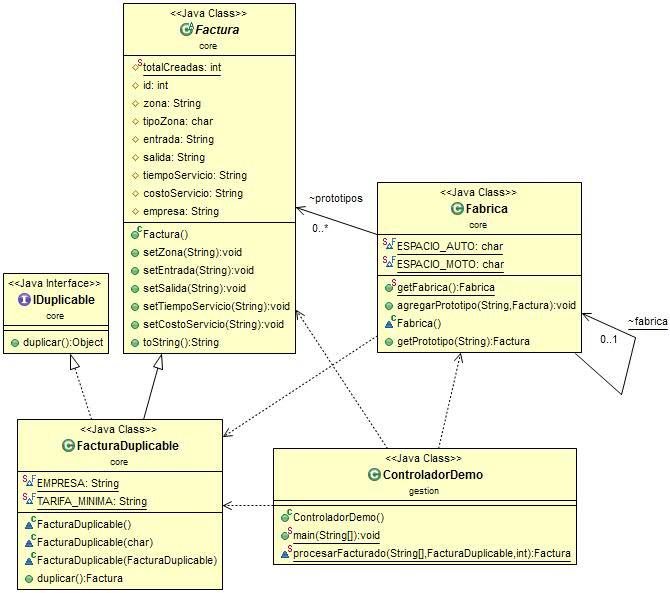 <<Java Class>>
Factura
core
totalCreadas: int
id: int
zona: String
tipoZona: char
entrada: String
salida: String
tiempoServicio: String
costoServicio: String
empresa: String
Factura()
setZona(String):void
setEntrada(String):void
setSalida(String):void
setTiempoServicio(String):void
setCostoServicio(String):void
toString():String
~prototipos
0..*
<<Java Class>>
Fabrica
core
ESPACIO_AUTO: char
ESPACIO_MOTO: char
getFabrica():Fabrica
agregarPrototipo(String,Factura):void
Fabrica()
getPrototipo(String):Factura
~fabrica
0..1
<<Java Interface>>
IDuplicable
core
duplicar():Object
<<Java Class>>
FacturaDuplicable
core
EMPRESA: String
TARIFA_MINIMA: String
FacturaDuplicable()
FacturaDuplicable(char)
FacturaDuplicable(FacturaDuplicable)
duplicar():Factura
<<Java Class>>
ControladorDemo
gestion
ControladorDemo()
main(String[]):void
procesarFacturado(String[],FacturaDuplicable,int):Factura